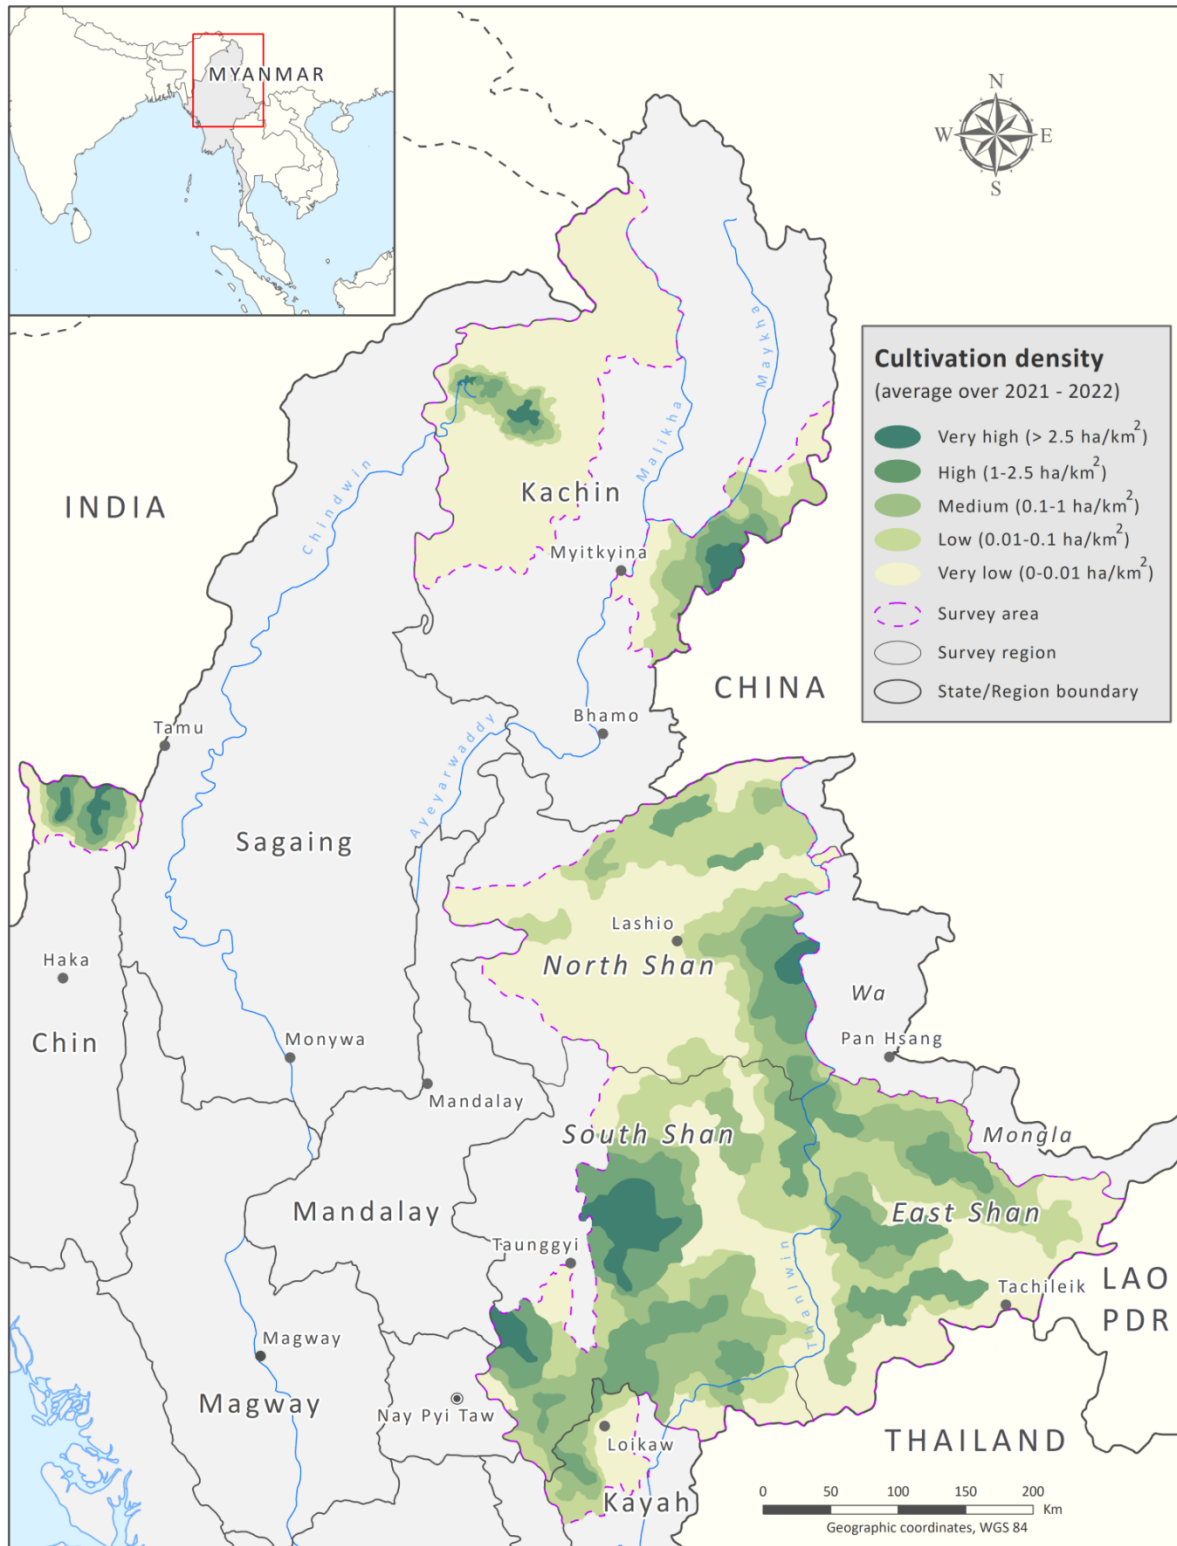 MYANMAR
N
W
E
S
Cultivation density
(average over 2021 - 2022)
Very high (> 2.5 ha/km²)
High (1-2.5 ha/km²)
Medium (0.1-1 ha/km²)
Low (0.01-0.1 ha/km²)
Very low (0-0.01 ha/km²)
Survey area
Survey region
State/Region boundary
Maykha
Malikha
Chindwin
INDIA
Kachin
Myitkyina
CHINA
Tamu
Bhamo
Ayeyarwaddy
Sagaing
Lashio
Haka
North Shan
Wa
Chin
Monywa
Pan Hsang
Mandalay
South Shan
Mongla
Mandalay
East Shan
Taunggyi
Thanlwin
Tachileik
LAO
PDR
Magway
Magway
Nay Pyi Taw
Loikaw
THAILAND
Kayah
0 50 100 150 200 Km
Geographic coordinates, WGS 84